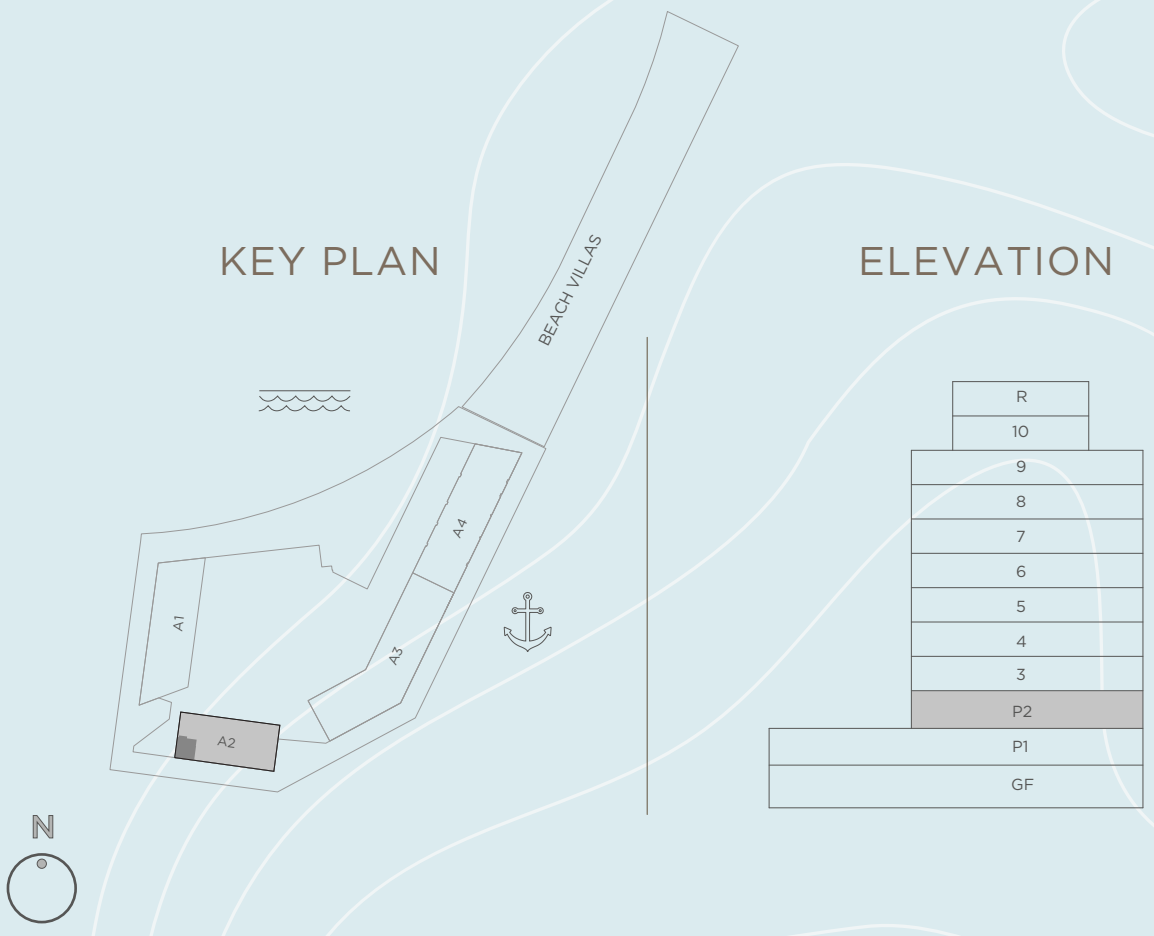 KEY PLAN
ELEVATION
BEACH VILLAS
A4
A1
A3
A2
N
R
10
9
8
7
6
5
4
3
P2
P1
GF